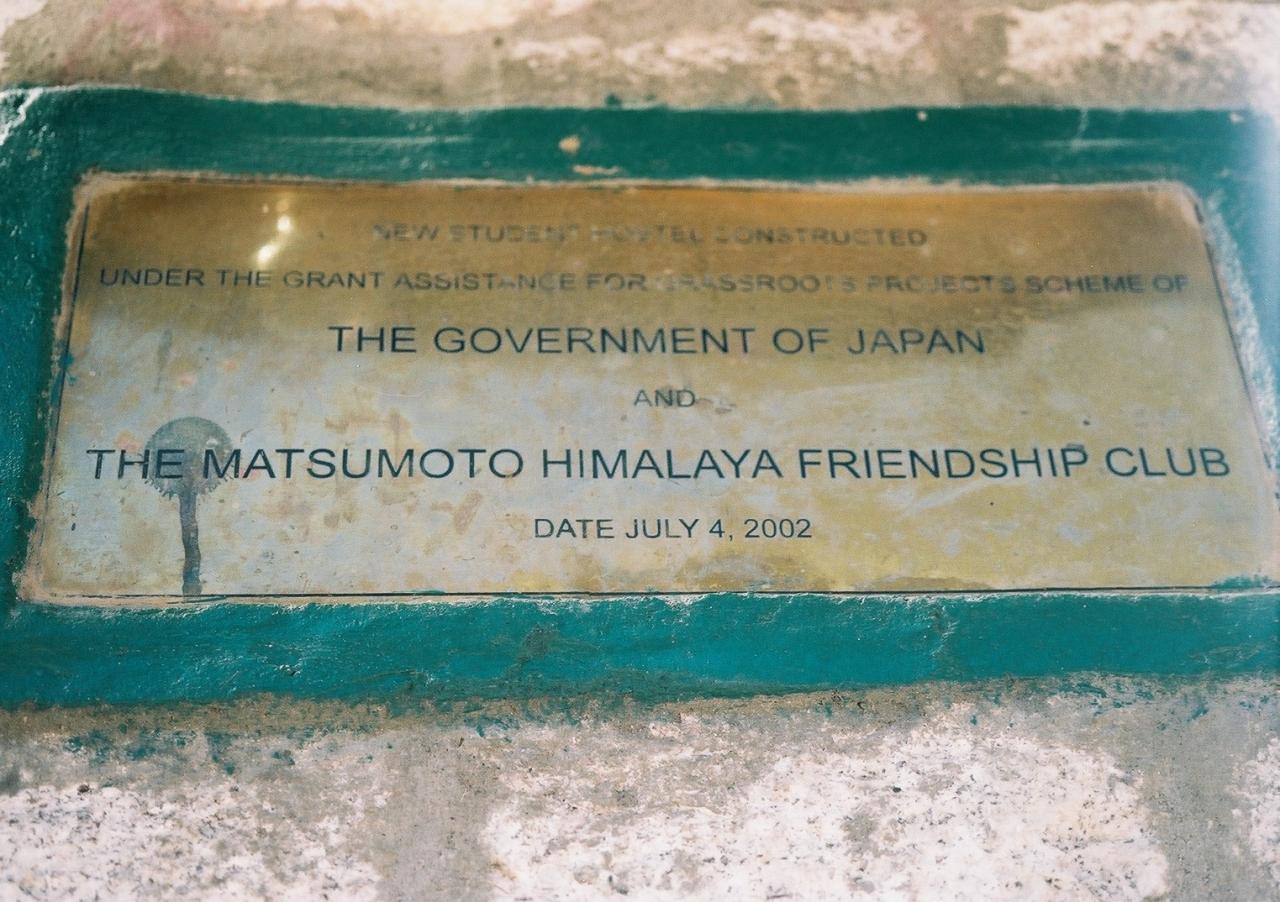 NEW STUDENT HOSTEL CONSTRUCTED
UNDER THE GRANT ASSISTANCE FOR GRASSROOTS PROJECTS SCHEME OF
THE GOVERNMENT OF JAPAN
AND
THE MATSUMOTO HIMALAYA FRIENDSHIP CLUB
DATE JULY 4, 2002